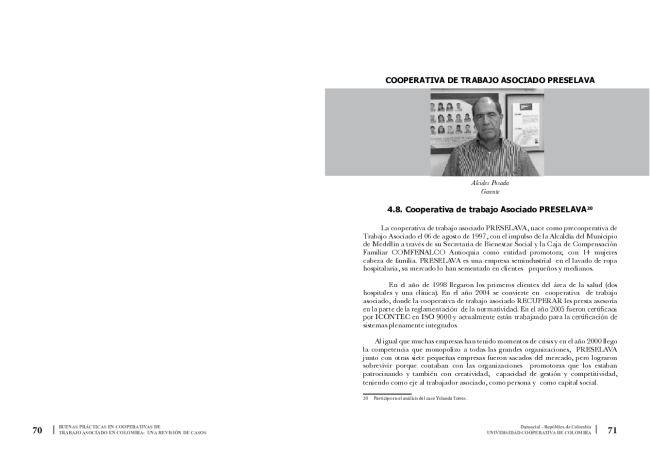 COOPERATIVA DE TRABAJO ASOCIADO PRESELAVA
Alcides Posada
Gerente
4.8. Cooperativa de trabajo Asociado PRESELAVA²⁰
La cooperativa de trabajo asociado PRESELAVA, nace como precooperativa de
Trabajo Asociado el 06 de agosto de 1997, con el impulso de la Alcaldía del Municipio
de Medellín a través de su Secretaria de Bienestar Social y la Caja de Compensación
Familiar COMFENALCO Antioquia como entidad promotora; con 14 mujeres
cabeza de familia. PRESELAVA es una empresa semindustrial en el lavado de ropa
hospitalaria, su mercado lo han sementado en clientes pequeños y medianos.
En el año de 1998 llegaron los primeros clientes del área de la salud (dos
hospitales y una clínica). En el año 2004 se convierte en cooperativa de trabajo
asociado, donde la cooperativa de trabajo asociado RECUPERAR les presta asesoría
en la parte de la reglamentación de la normatividad. En el año 2005 fueron certificaos
por ICONTEC en ISO 9000 y actualmente están trabajando para la certificación de
sistemas plenamente integrados.
Al igual que muchas empresas han tenido momentos de crisis y en el año 2000 llego
la competencia que monopolizo a todas las grandes organizaciones, PRESELAVA
junto con otras siete pequeñas empresas fueron sacados del mercado, pero lograron
sobrevivir porque contaban con las organizaciones promotoras que los estaban
patrocinando y también con creatividad, capacidad de gestión y competitividad,
teniendo como eje al trabajador asociado, como persona y como capital social.
20 Participo en el análisis del caso Yolanda Torres.
70
BUENAS PRÁCTICAS EN COOPERATIVAS DE
TRABAJO ASOCIADO EN COLOMBIA: UNA REVISIÓN DE CASOS
Dansocial - República de Colombia
UNIVERSIDAD COOPERATIVA DE COLOMBIA
71